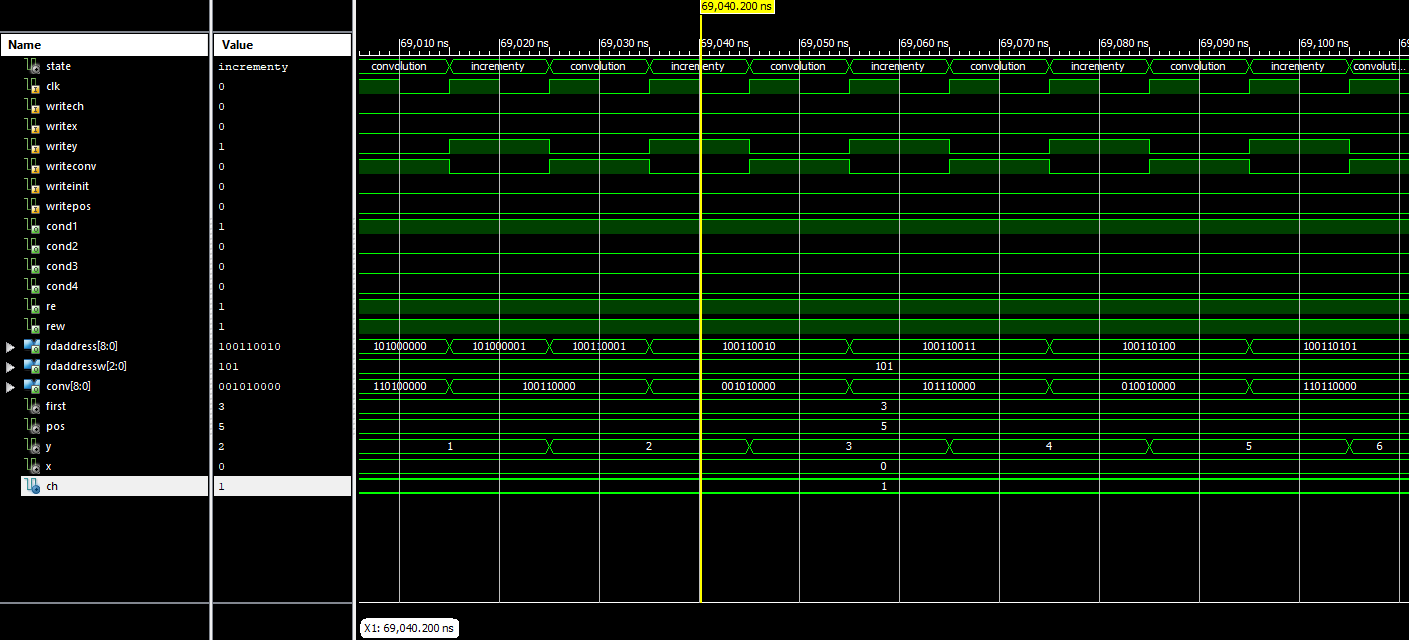 69,040.200 ns
Name Value
69,010 ns 69,020 ns 69,030 ns 69,040 ns 69,050 ns 69,060 ns 69,070 ns 69,080 ns 69,090 ns 69,100 ns
state incrementy convolution incrementy convolution incrementy convolution incrementy convolution incrementy convolution incrementy convoluti...
clk 0
writech 0
writex 0
writey 1
writeconv 0
writeinit 0
writepos 0
cond1 1
cond2 0
cond3 0
cond4 0
re 1
rew 1
rdaddress[8:0] 100110010 101000000 101000001 100110001 100110010 100110011 100110100 100110101
rdaddressw[2:0] 101 101
conv[8:0] 001010000 110100000 100110000 001010000 101110000 010010000 110110000
first 3 3
pos 5 5
y 2 1 2 3 4 5 6
x 0 0
ch 1 1
X1: 69,040.200 ns